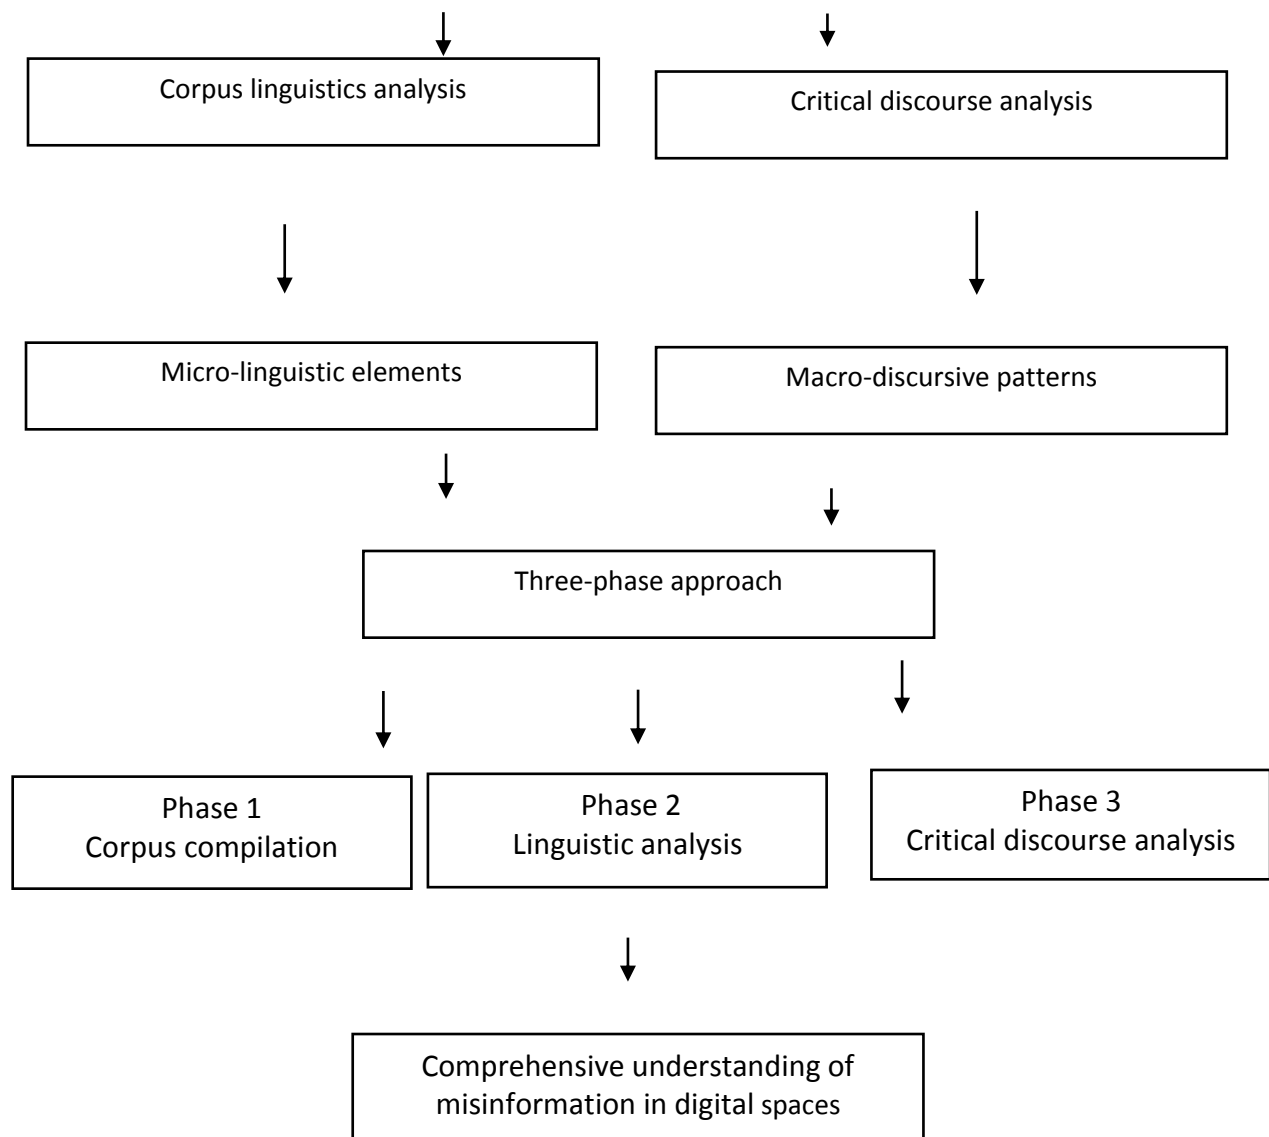 Corpus linguistics analysis
Critical discourse analysis
Micro-linguistic elements
Macro-discursive patterns
Three-phase approach
Phase 1
Corpus compilation
Phase 2
Linguistic analysis
Phase 3
Critical discourse analysis
Comprehensive understanding of
misinformation in digital spaces